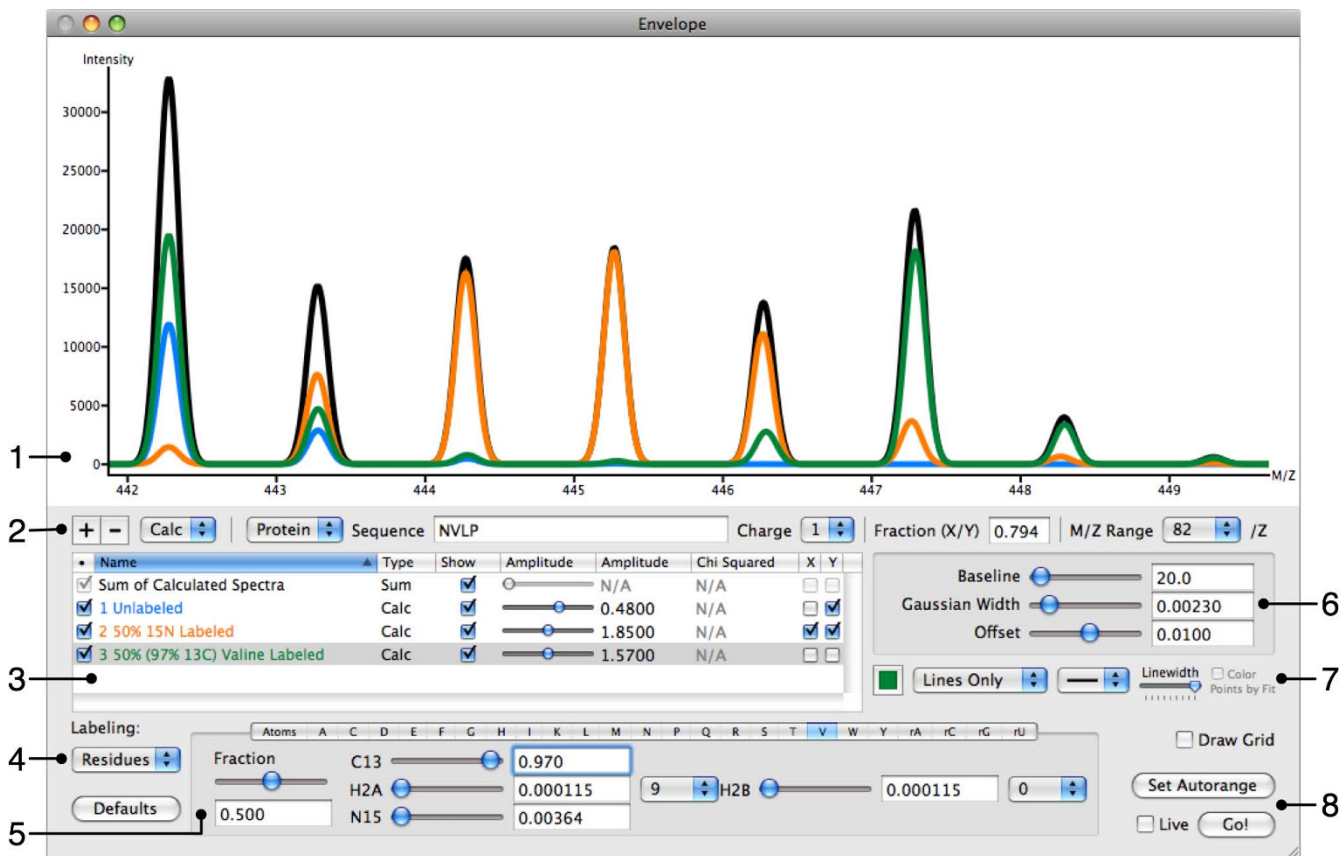 Envelope
Intensity
30000
25000
20000
15000
10000
5000
0
M/Z
442 443 444 445 446 447 448 449
1
2
+ - Calc Protein Sequence NVLP Charge 1 Fraction (X/Y) 0.794 M/Z Range 82 /Z
• Name Type Show Amplitude Amplitude Chi Squared X Y
Sum of Calculated Spectra Sum N/A N/A
1 Unlabeled Calc 0.4800 N/A
2 50% 15N Labeled Calc 1.8500 N/A
3 50% (97% 13C) Valine Labeled Calc 1.5700 N/A
3
Baseline 20.0
Gaussian Width 0.00230
Offset 0.0100
6
Lines Only Linewidth Color
Points by Fit
7
Labeling:
Atoms A C D E F G H I K L M N P Q R S T V W Y rA rC rG rU
4
Residues
Defaults
5
Fraction
0.500
C13 0.970
H2A 0.000115 9 H2B 0.000115 0
N15 0.00364
Draw Grid
Set Autorange
8
Live Go!